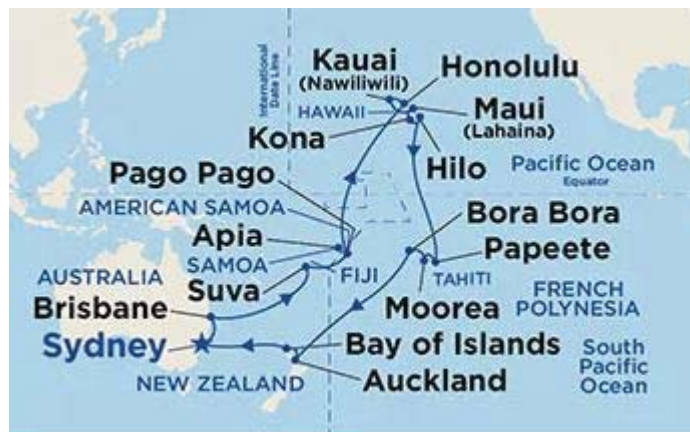 International
Date Line
Kauai
(Nawiliwili)
Honolulu
HAWAII
Maui
(Lahaina)
Kona
Hilo
Pacific Ocean
Equator
Pago Pago
AMERICAN SAMOA
Bora Bora
Apia
SAMOA
Papeete
AUSTRALIA
FIJI
TAHITI
Suva
FRENCH
POLYNESIA
Brisbane
Moorea
Sydney
Bay of Islands
South
Pacific
Ocean
NEW ZEALAND
Auckland